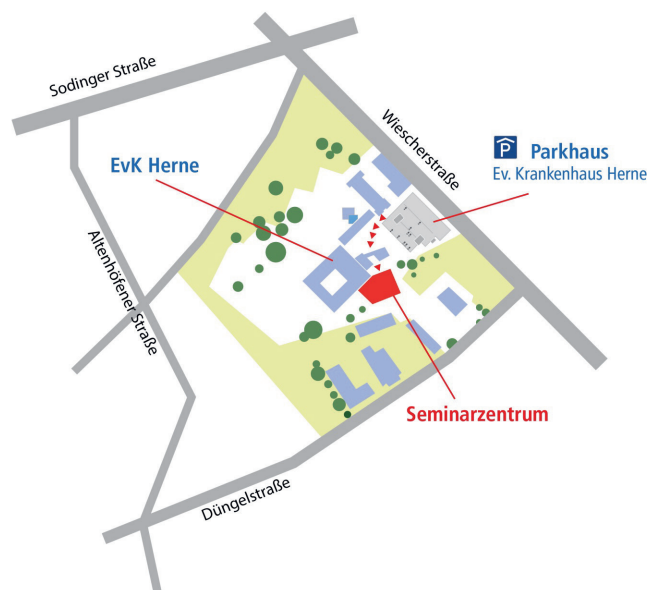 Sodinger Straße
Wiescherstraße
EvK Herne
P Parkhaus
Ev. Krankenhaus Herne
Altenhöfener Straße
Seminarzentrum
Düngelstraße